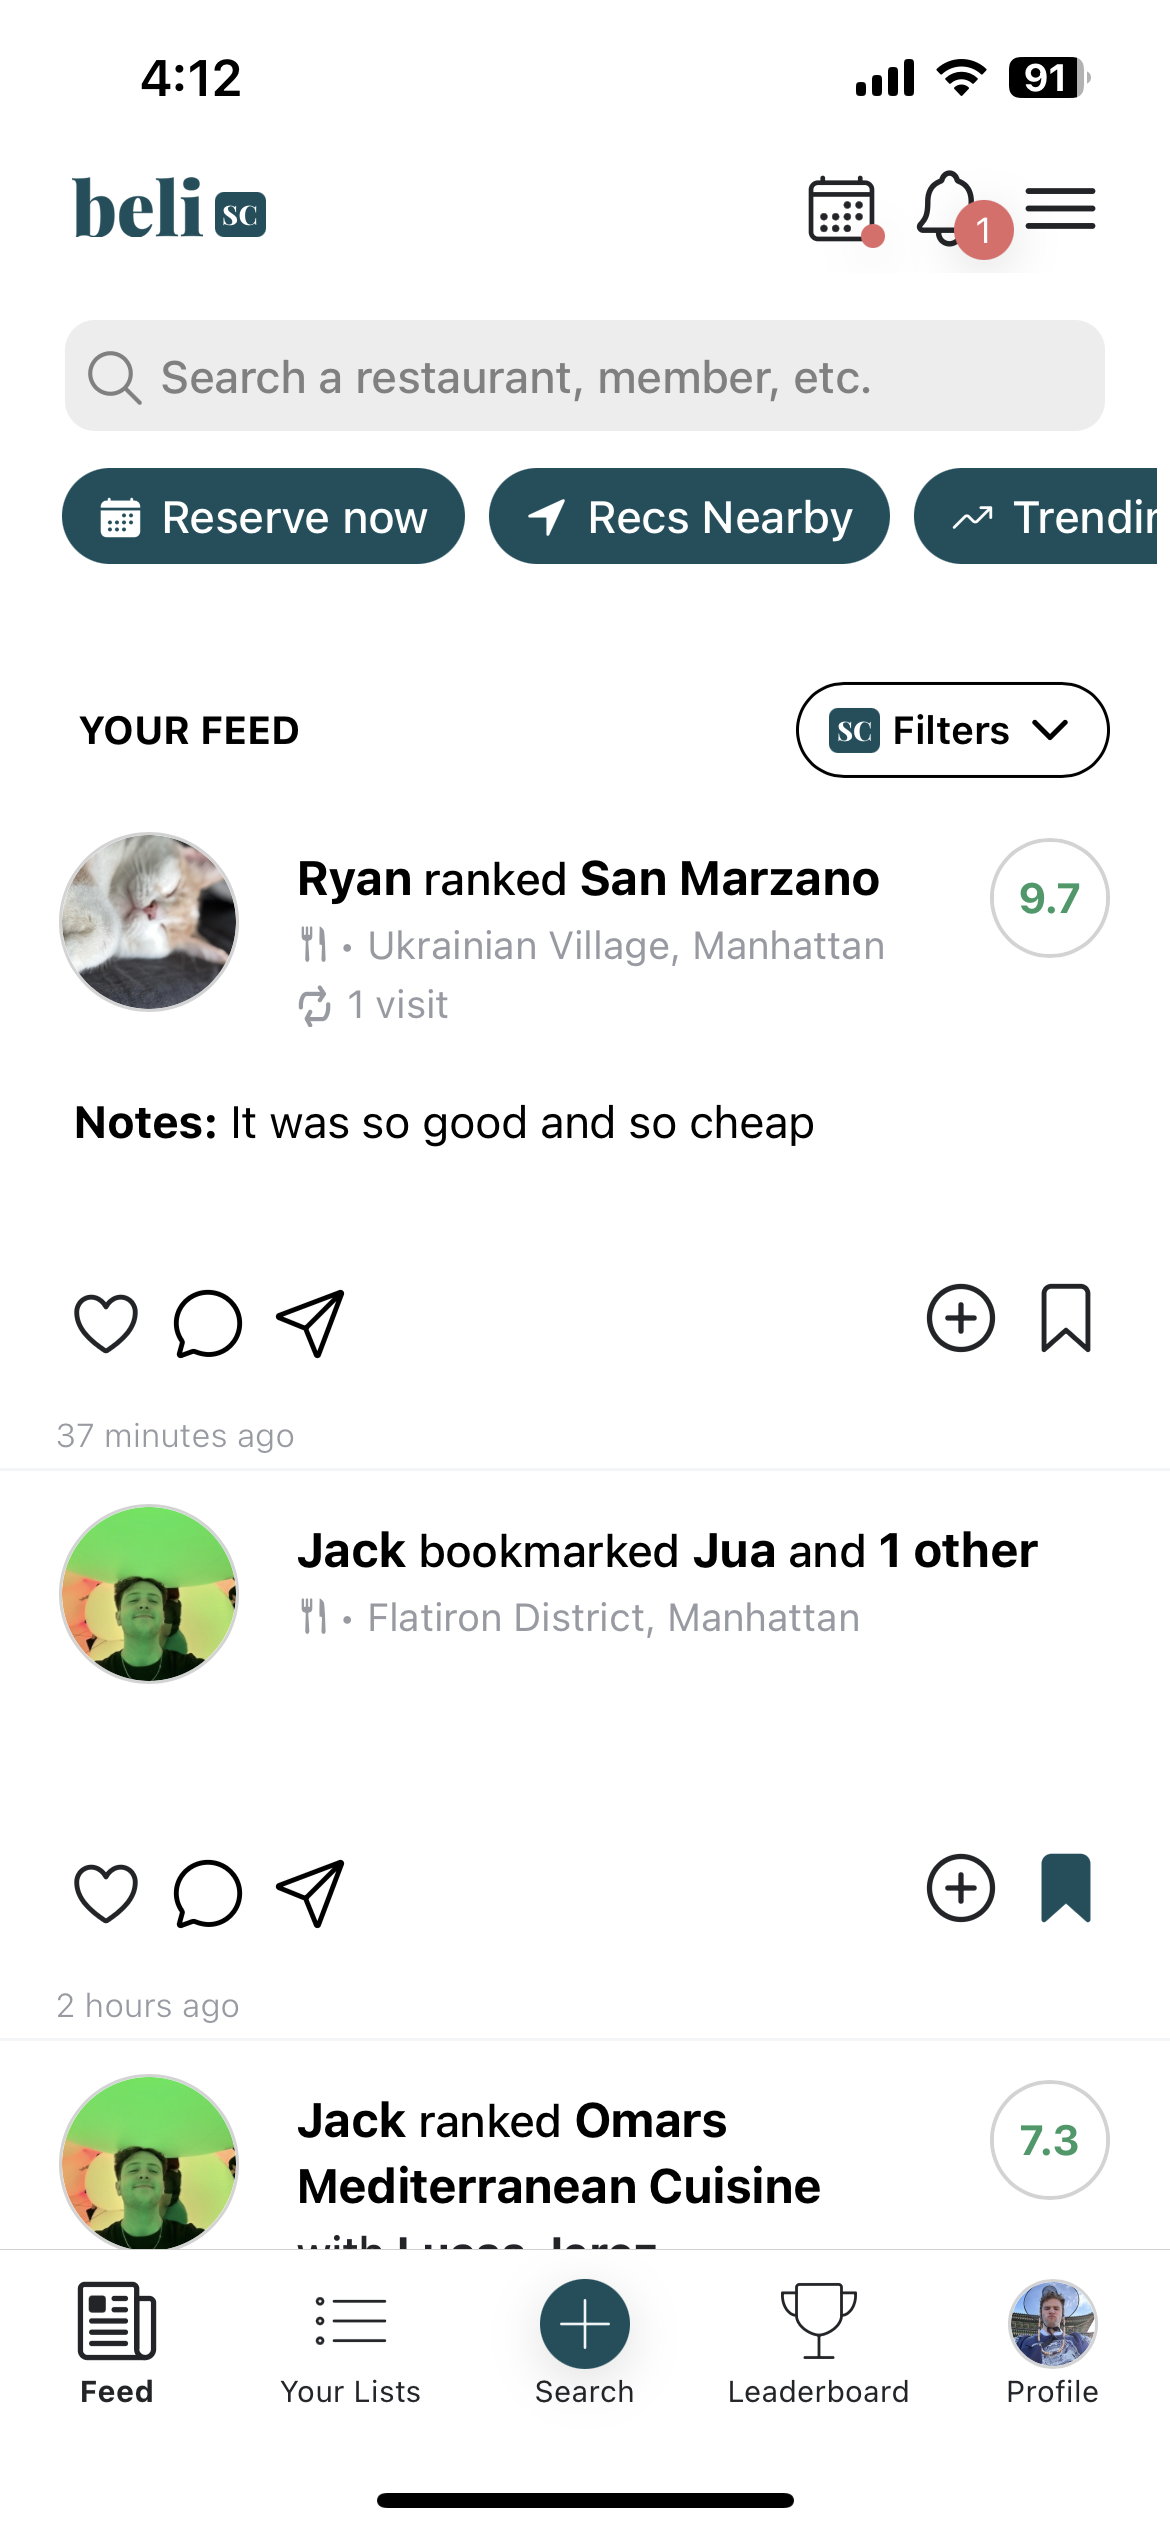 4:12
91
beli SC
1
Search a restaurant, member, etc.
Reserve now
Recs Nearby
YOUR FEED
SC Filters
Ryan ranked San Marzano
9.7
• Ukrainian Village, Manhattan
1 visit
Notes: It was so good and so cheap
37 minutes ago
Jack bookmarked Jua and 1 other
• Flatiron District, Manhattan
2 hours ago
Jack ranked Omars
Mediterranean Cuisine
7.3
with
Feed
Your Lists
Search
Leaderboard
Profile